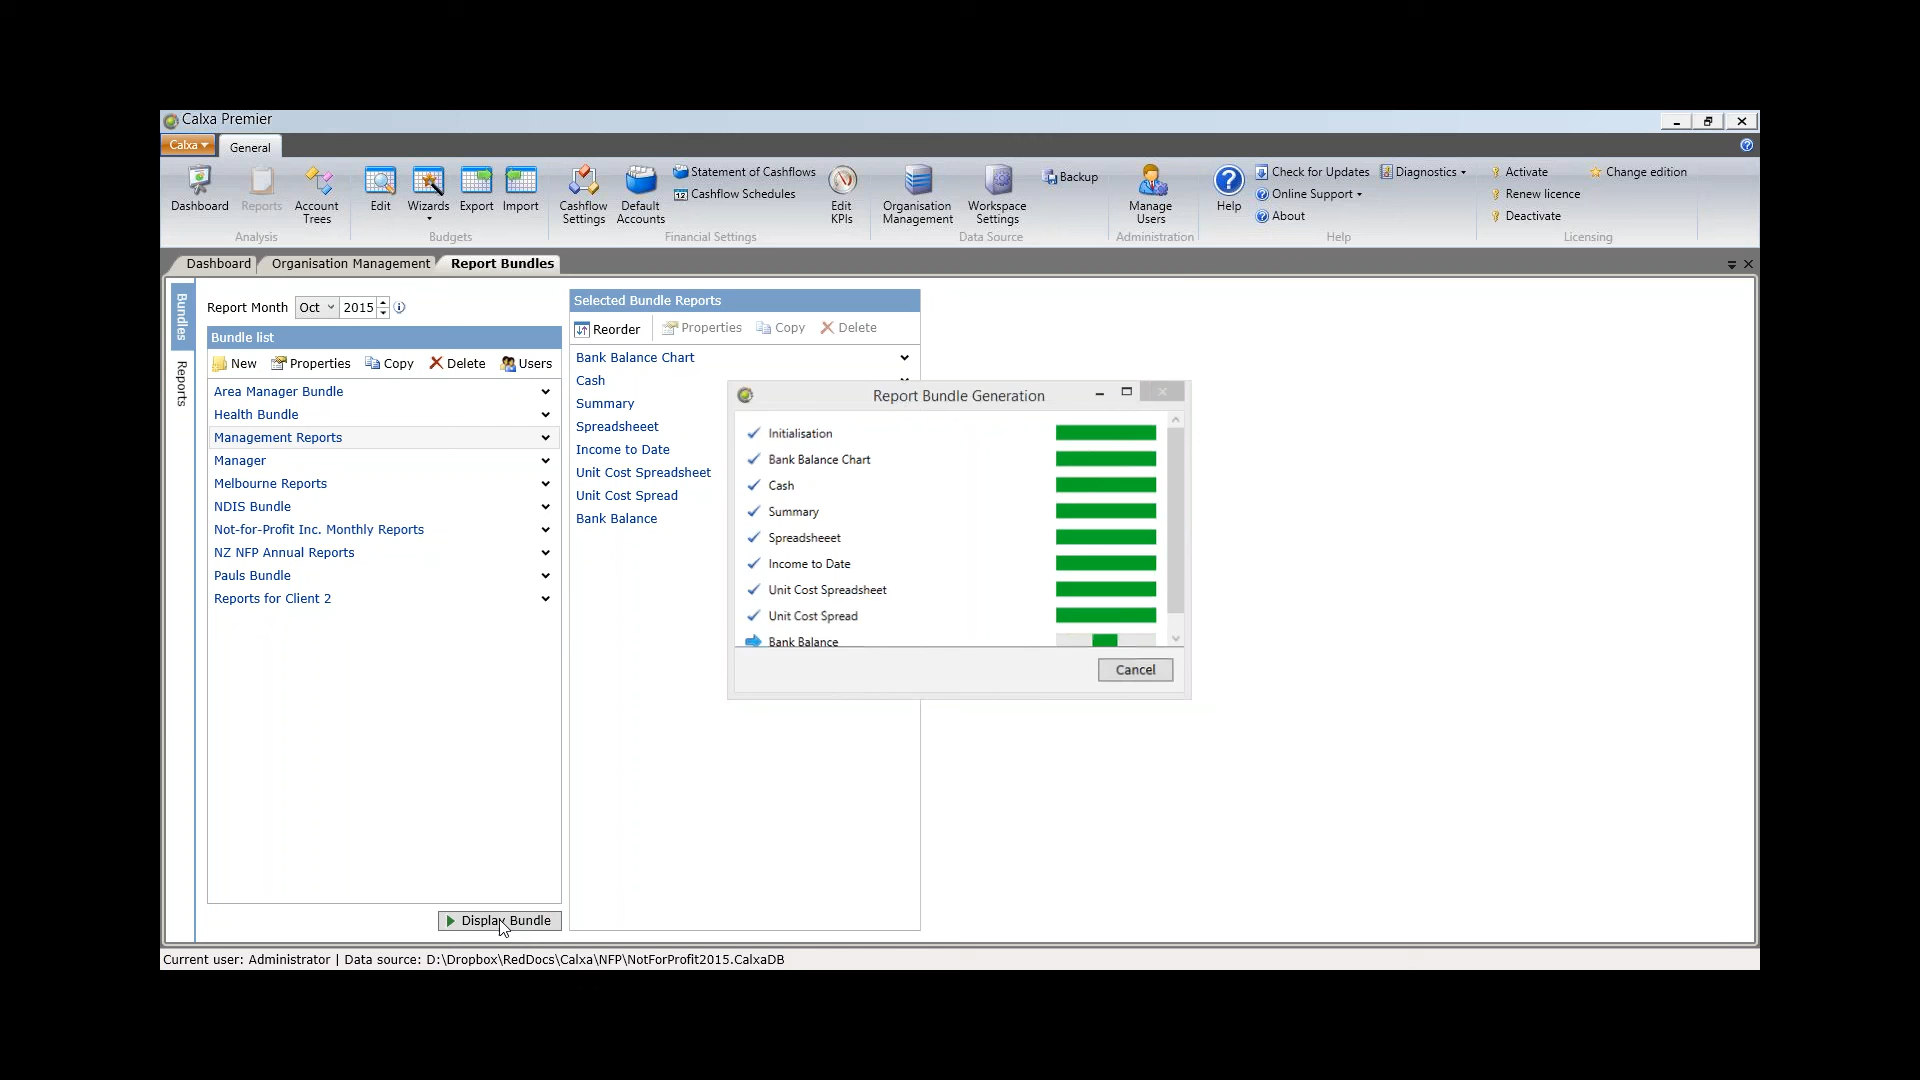 Calxa Premier
Calxa General
Dashboard Reports Account Trees
Analysis
Edit Wizards Export Import
Budgets
Cashflow Settings Default Accounts Statement of Cashflows Cashflow Schedules Edit KPIs
Financial Settings
Organisation Management Workspace Settings Backup
Data Source
Manage Users
Administration
Help Check for Updates Online Support About Diagnostics
Help
Activate Renew licence Deactivate Change edition
Licensing
Dashboard Organisation Management Report Bundles
Bundles
Reports
Report Month Oct 2015
Bundle list
New Properties Copy Delete Users
Area Manager Bundle
Health Bundle
Management Reports
Manager
Melbourne Reports
NDIS Bundle
Not-for-Profit Inc. Monthly Reports
NZ NFP Annual Reports
Pauls Bundle
Reports for Client 2
Display Bundle
Selected Bundle Reports
Reorder Properties Copy Delete
Bank Balance Chart
Cash
Summary
Spreadsheeet
Income to Date
Unit Cost Spreadsheet
Unit Cost Spread
Bank Balance
Report Bundle Generation
Initialisation
Bank Balance Chart
Cash
Summary
Spreadsheeet
Income to Date
Unit Cost Spreadsheet
Unit Cost Spread
Bank Balance
Cancel
Current user: Administrator | Data source: D:\Dropbox\RedDocs\Calxa\NFP\NotForProfit2015.CalxaDB